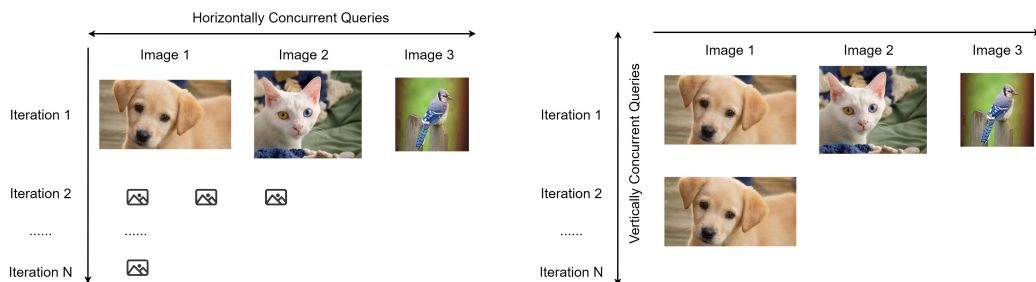 Horizontally Concurrent Queries
Image 1 Image 2 Image 3
Iteration 1
Iteration 2
...... ......
Iteration N
Vertically Concurrent Queries
Image 1 Image 2 Image 3
Iteration 1
Iteration 2
......
Iteration N